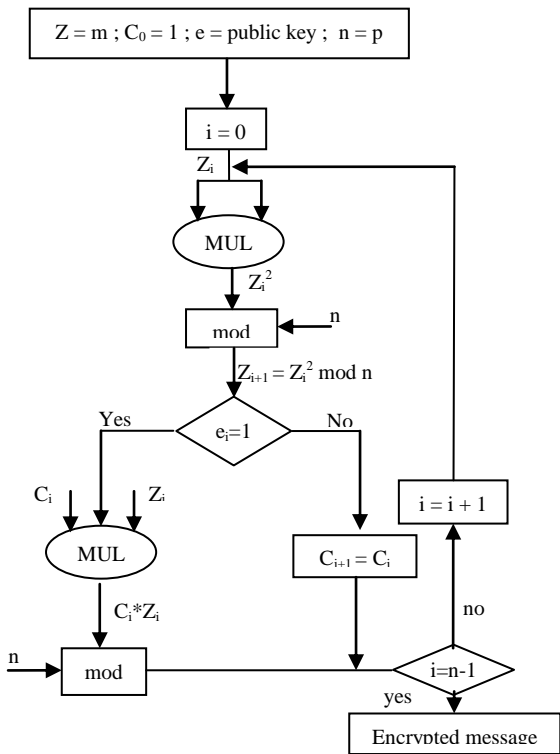 Z = m ; C₀ = 1 ; e = public key ; n = p
i = 0
Zᵢ
MUL
Zᵢ²
mod
n
Zᵢ₊₁ = Zᵢ² mod n
Yes
No
eᵢ=1
Cᵢ
Zᵢ
i = i + 1
MUL
Cᵢ₊₁ = Cᵢ
Cᵢ*Zᵢ
no
n
mod
i=n-1
yes
Encrypted message